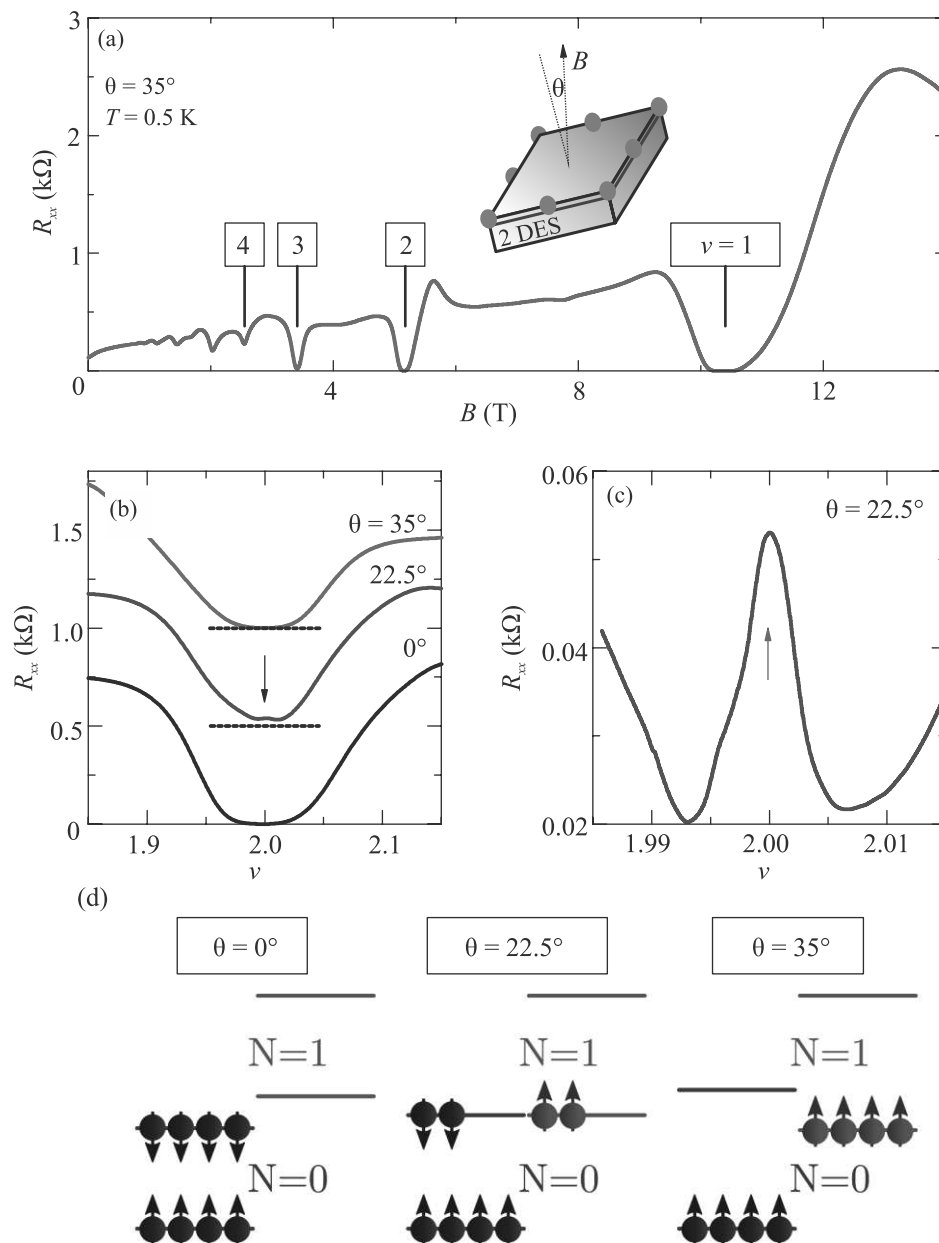 (a)
θ = 35°
T = 0.5 K
B
θ
2 DES
4
3
2
ν = 1
3
2
1
0
R_xx (kΩ)
0
4
8
12
B (T)
(b)
θ = 35°
22.5°
0°
1.5
1.0
0.5
0
R_xx (kΩ)
1.9
2.0
2.1
ν
(c)
θ = 22.5°
0.06
0.04
0.02
R_xx (kΩ)
1.99
2.00
2.01
ν
(d)
θ = 0°
θ = 22.5°
θ = 35°
N=1
N=1
N=1
N=0
N=0
N=0